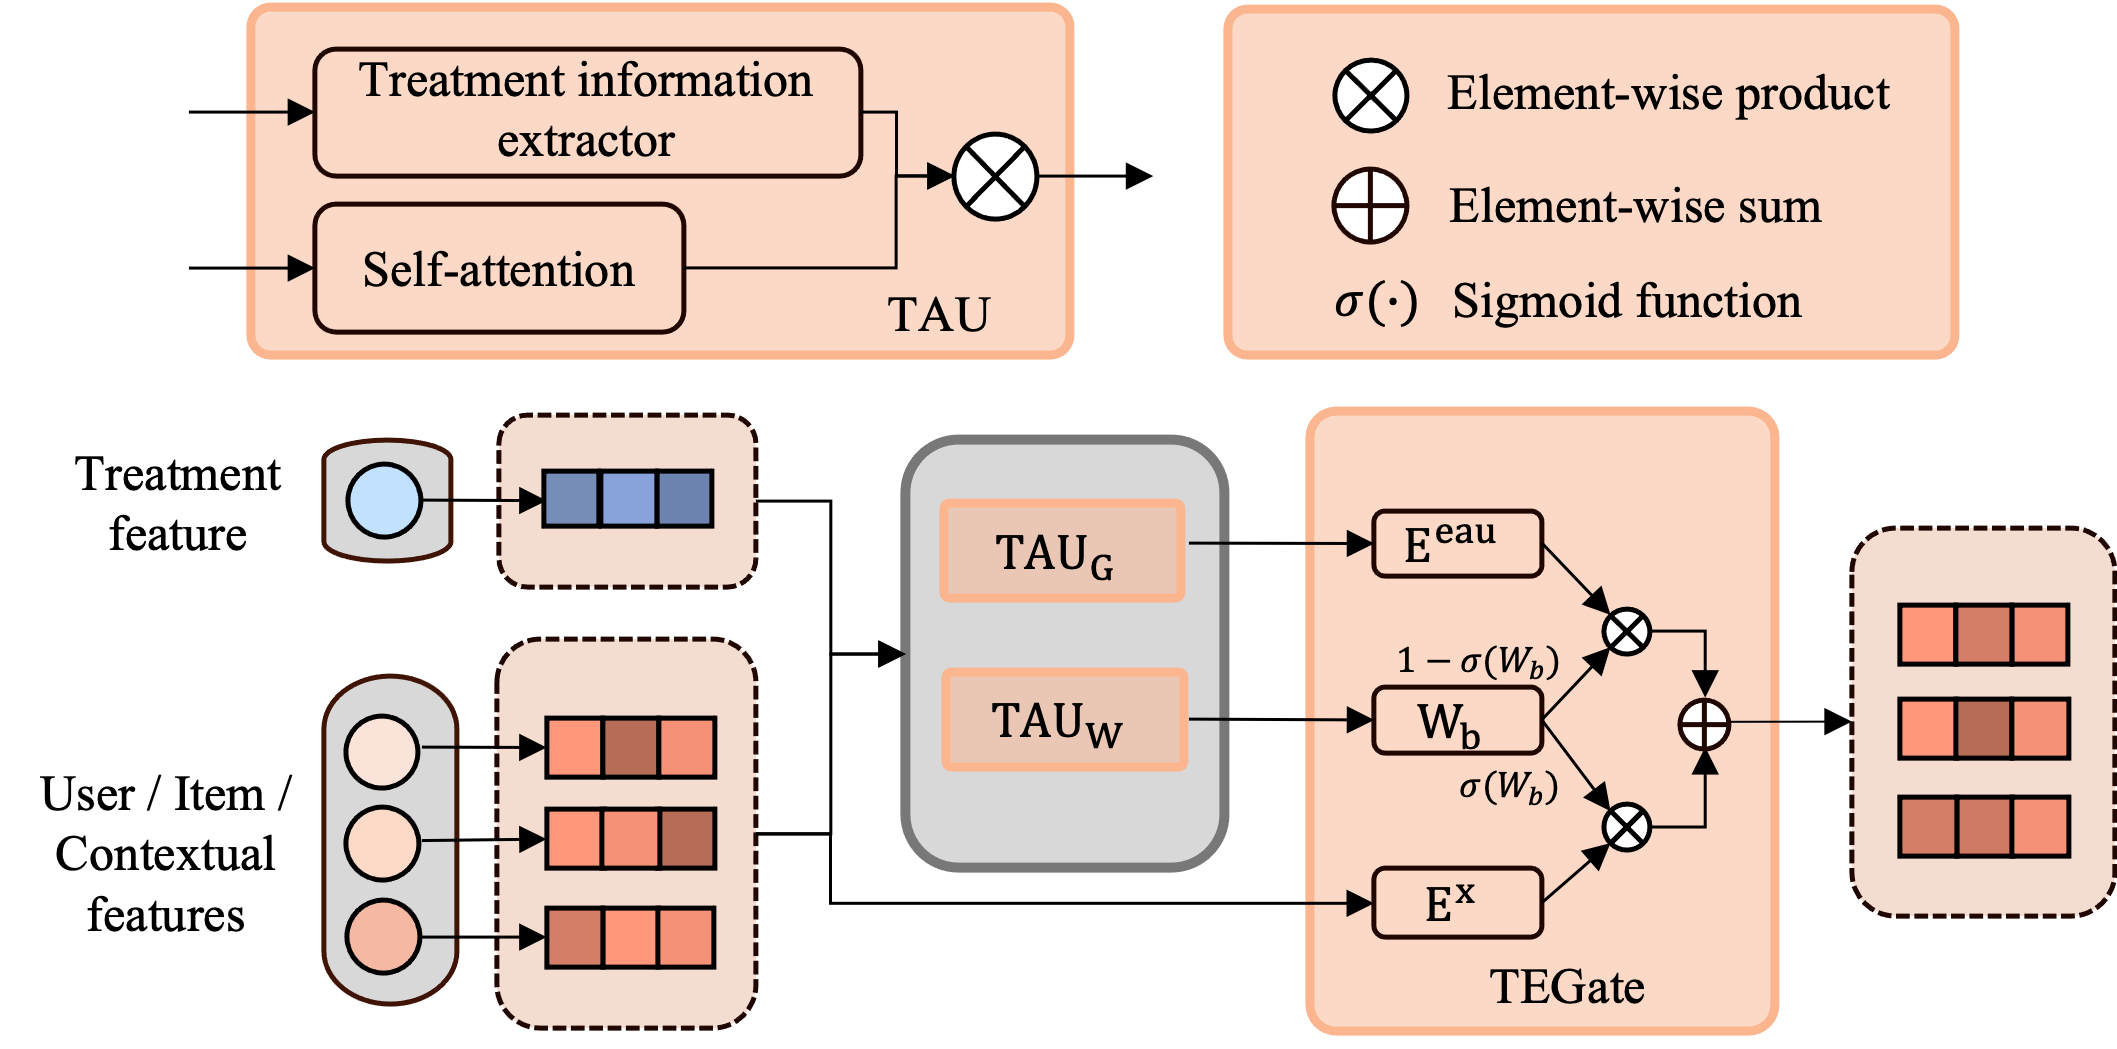 Treatment information
extractor
Self-attention
TAU
Element-wise product
Element-wise sum
σ(·) Sigmoid function
Treatment
feature
User / Item /
Contextual
features
TAU_G
TAU_W
E^eau
1 − σ(W_b)
W_b
σ(W_b)
E^x
TEGate